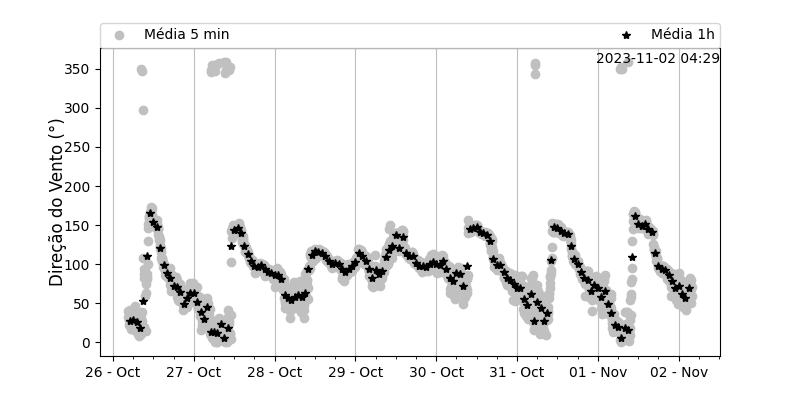 Média 5 min
Média 1h
2023-11-02 04:29
Direção do Vento (°)
350
300
250
200
150
100
50
0
26 - Oct
27 - Oct
28 - Oct
29 - Oct
30 - Oct
31 - Oct
01 - Nov
02 - Nov